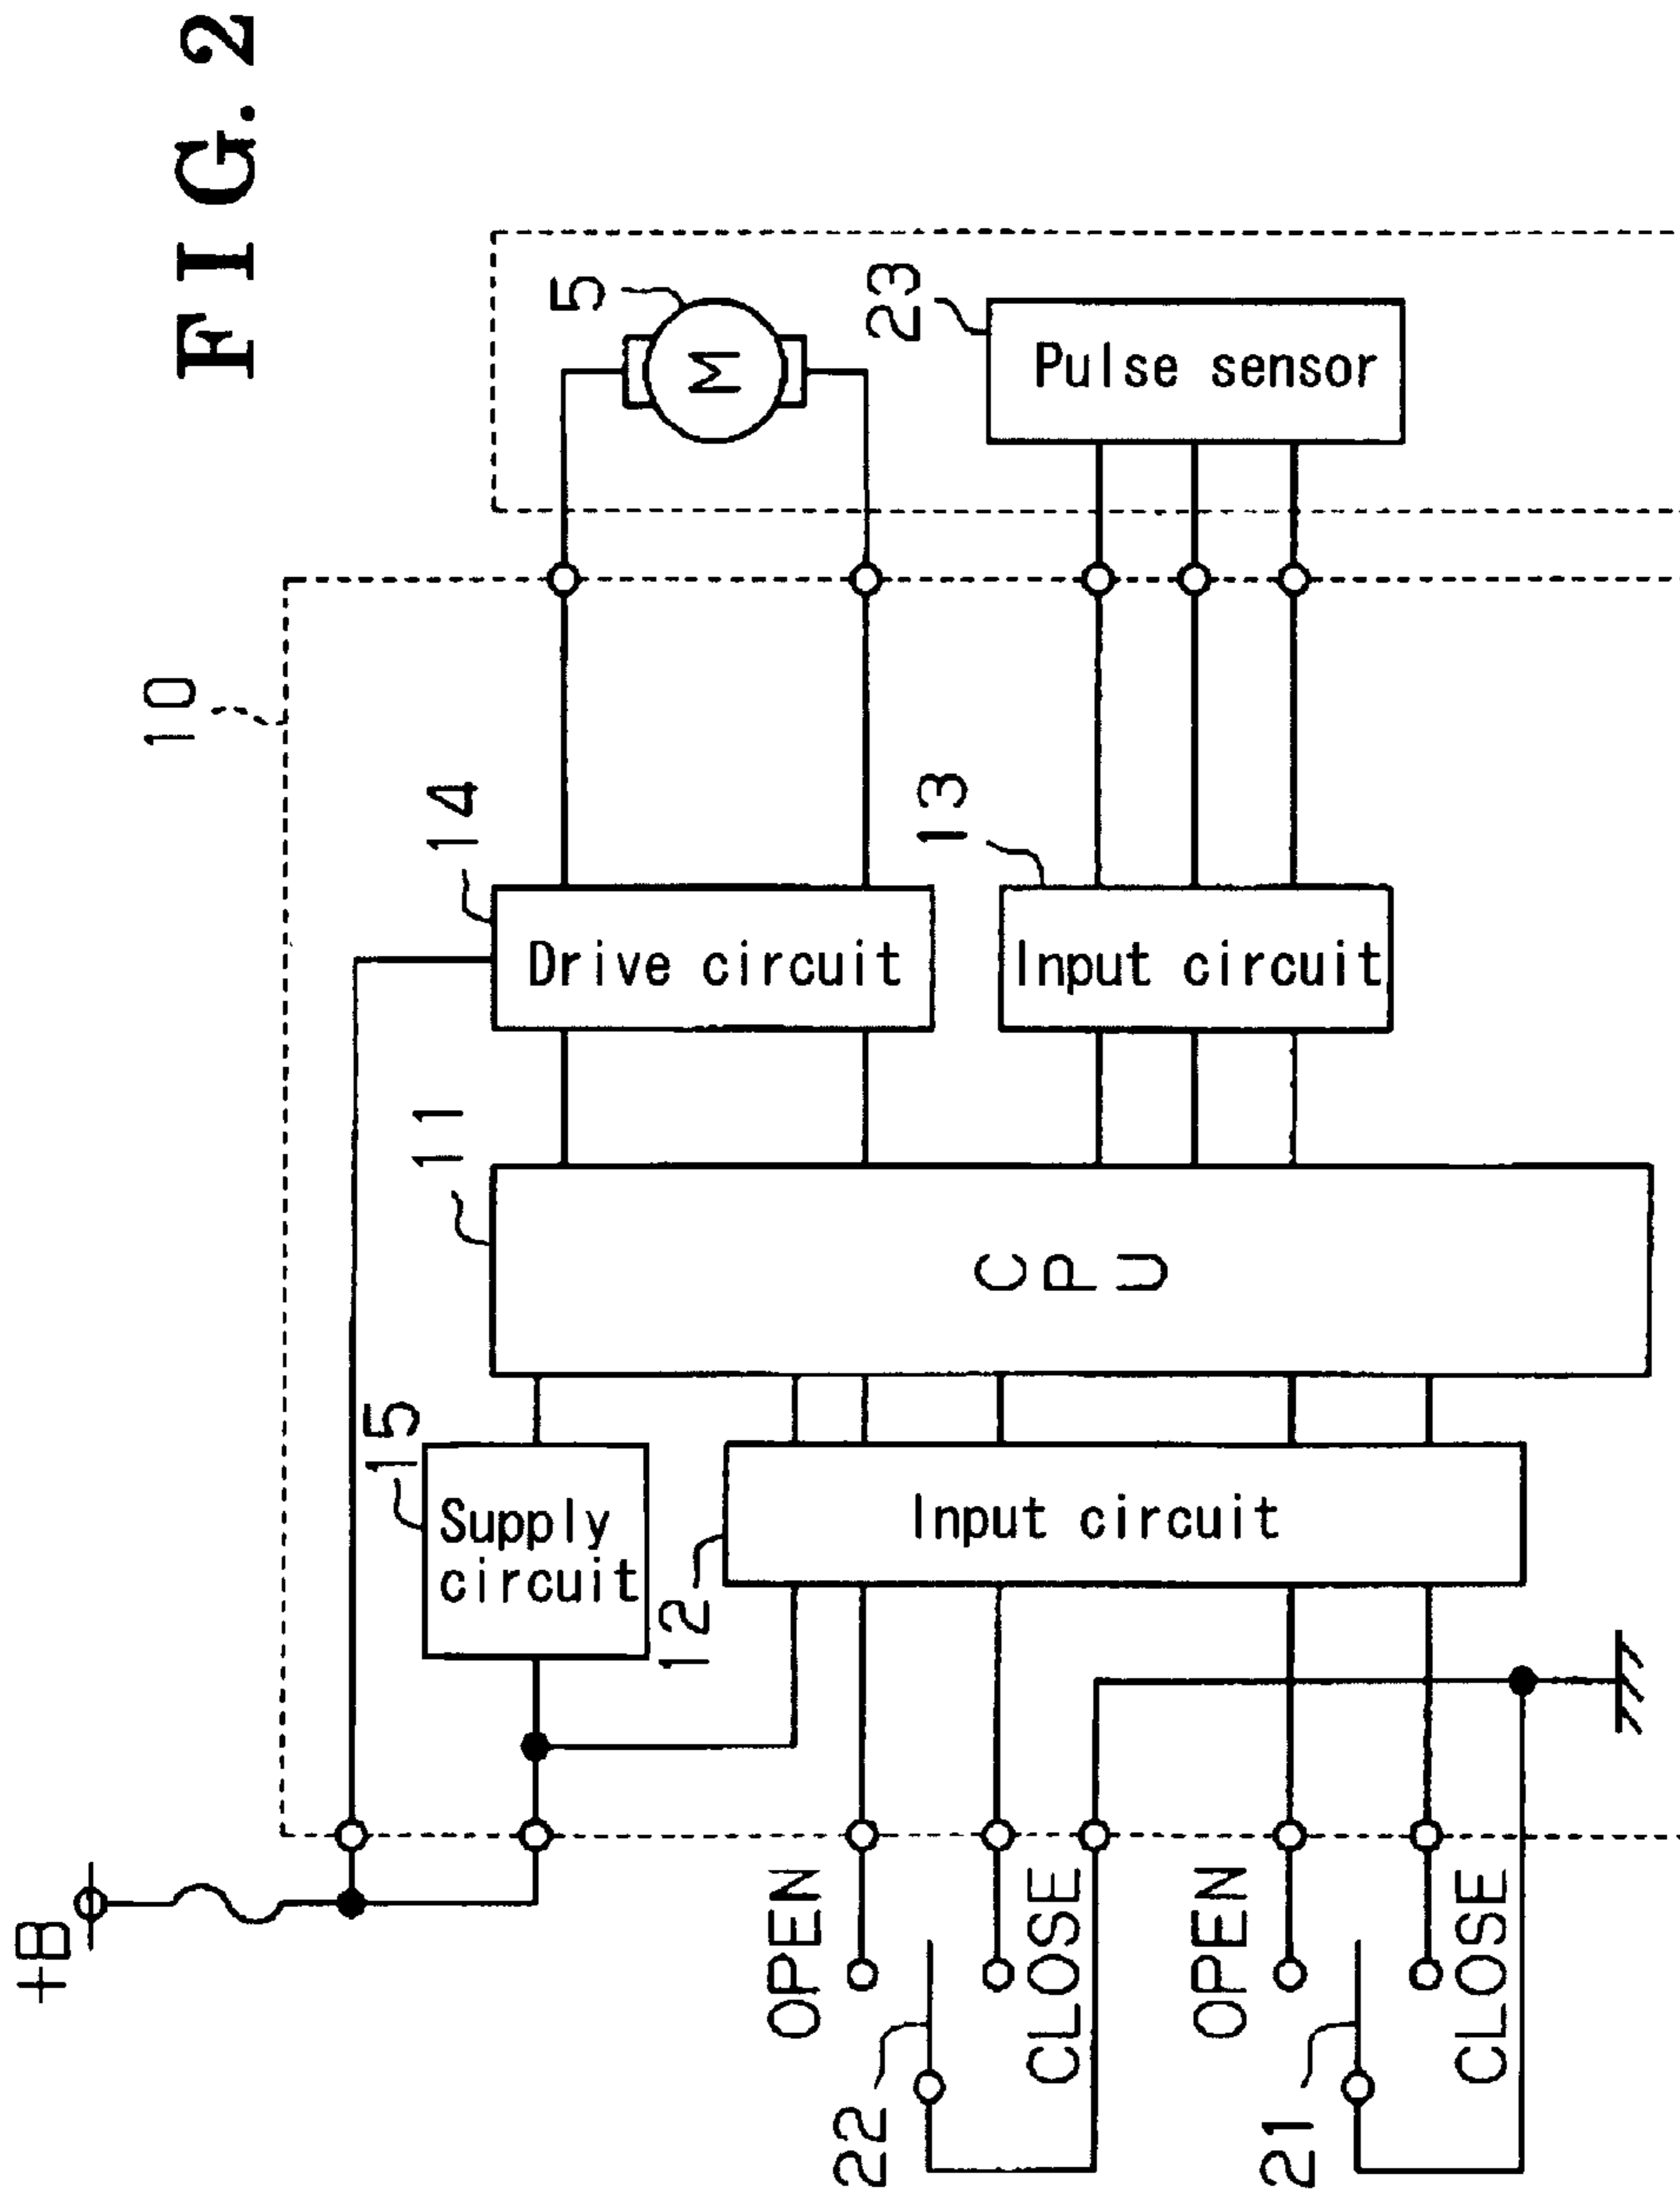 FIG. 2
10
+B
15
11
14
5
M
Supply
circuit
CPU
Drive circuit
12
Input circuit
13
Input circuit
23
Pulse sensor
22
OPEN
CLOSE
21
OPEN
CLOSE